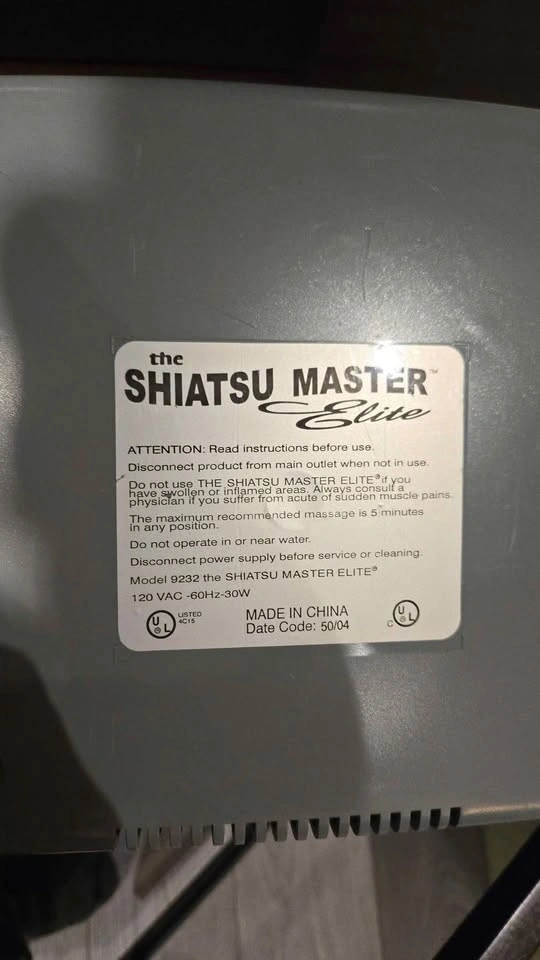 the
SHIATSU MASTER™
Elite
ATTENTION: Read instructions before use.
Disconnect product from main outlet when not in use.
Do not use THE SHIATSU MASTER ELITE® if you
have swollen or inflamed areas. Always consult a
physician if you suffer from acute of sudden muscle pains.
The maximum recommended massage is 5 minutes
in any position.
Do not operate in or near water.
Disconnect power supply before service or cleaning.
Model 9232 the SHIATSU MASTER ELITE®
120 VAC -60Hz-30W
UL LISTED
4C15
MADE IN CHINA
Date Code: 50/04
C UL